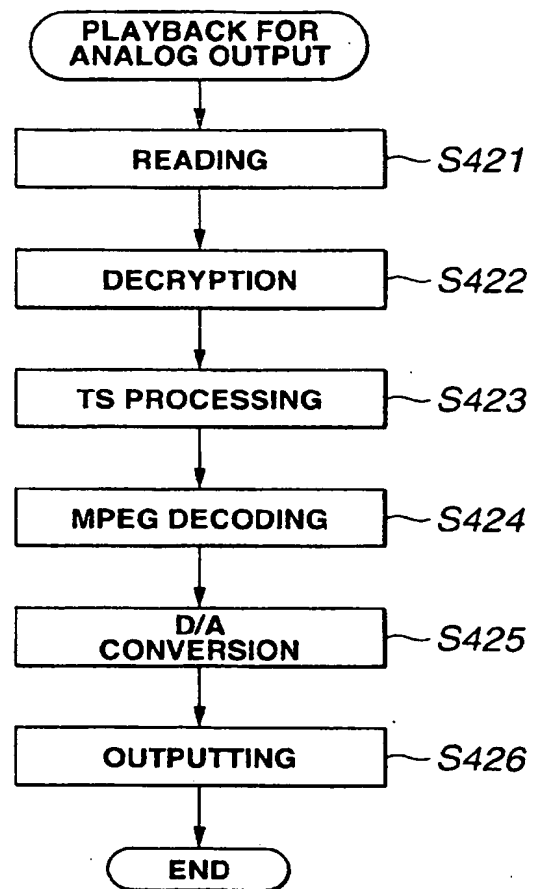 PLAYBACK FOR
ANALOG OUTPUT
READING S421
DECRYPTION S422
TS PROCESSING S423
MPEG DECODING S424
D/A
CONVERSION S425
OUTPUTTING S426
END